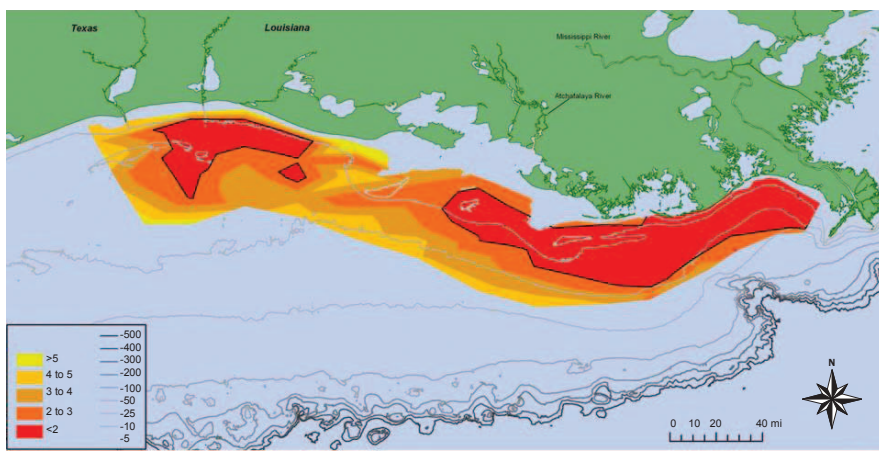 Texas
Louisiana
Mississippi River
Atchafalaya River
>5
4 to 5
3 to 4
2 to 3
<2
-500
-400
-300
-200
-100
-50
-25
-10
-5
N
0 10 20 40 mi